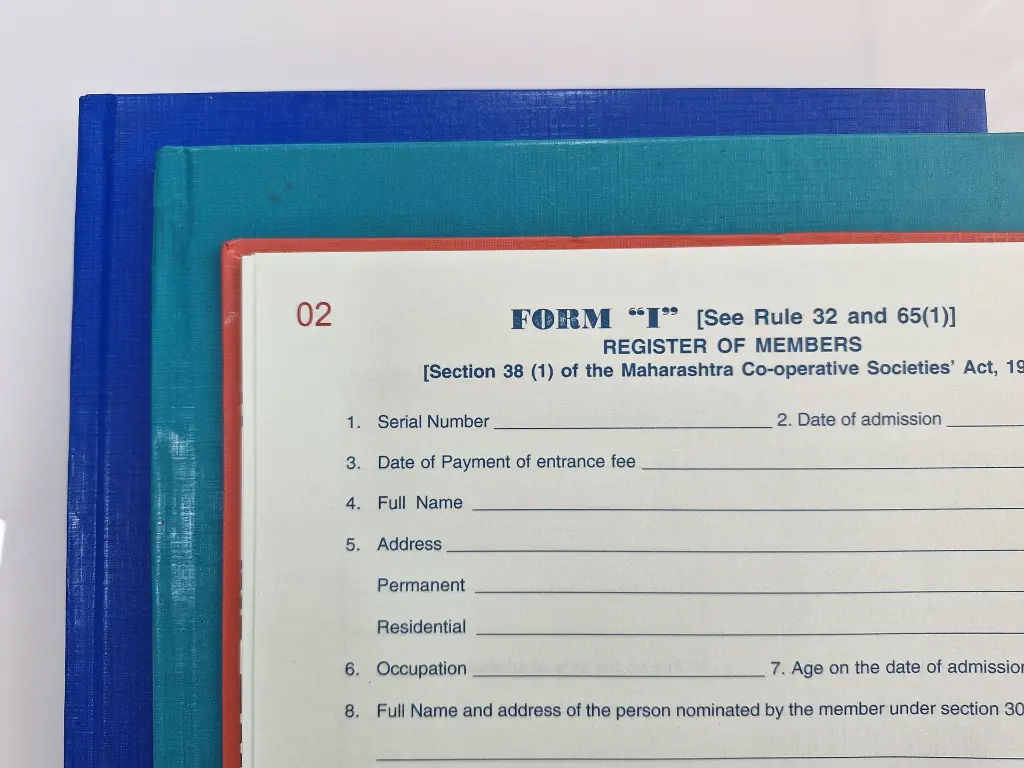 02
FORM “I” [See Rule 32 and 65(1)]
REGISTER OF MEMBERS
[Section 38 (1) of the Maharashtra Co-operative Societies’ Act, 19
1. Serial Number 2. Date of admission
3. Date of Payment of entrance fee
4. Full Name
5. Address
Permanent
Residential
6. Occupation 7. Age on the date of admission
8. Full Name and address of the person nominated by the member under section 30